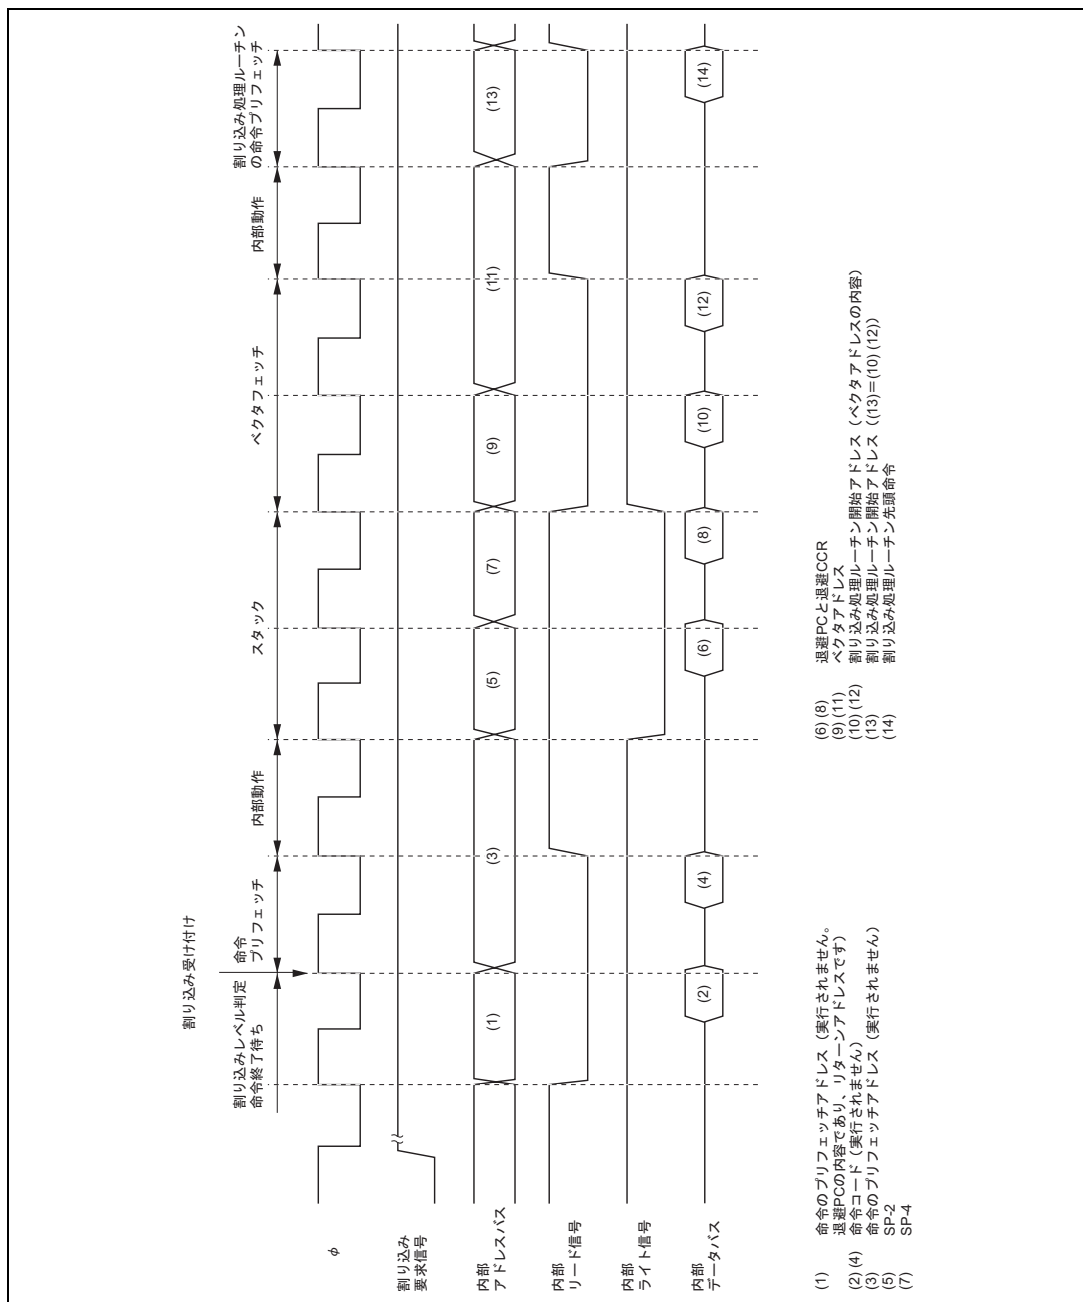 割り込み受け付け
割り込みレベル判定
命令終了待ち
命令
プリフェッチ
内部動作
スタック
ベクタフェッチ
内部動作
割り込み処理ルーチン
の命令プリフェッチ
φ
割り込み
要求信号
内部
アドレスバス
(1)
(3)
(5)
(7)
(9)
(11)
(13)
内部
リード信号
内部
ライト信号
内部
データバス
(2)
(4)
(6)
(8)
(10)
(12)
(14)
(1) 命令のプリフェッチアドレス（実行されません。
退避PCの内容であり、リターンアドレスです）
(2) (4) 命令コード（実行されません）
(3) 命令のプリフェッチアドレス（実行されません）
(5) SP-2
(7) SP-4
(6) (8) 退避PCと退避CCR
(9) (11) ベクタアドレス
(10) (12) 割り込み処理ルーチン開始アドレス（ベクタアドレスの内容）
(13) 割り込み処理ルーチン開始アドレス（(13)＝(10) (12)）
(14) 割り込み処理ルーチン先頭命令